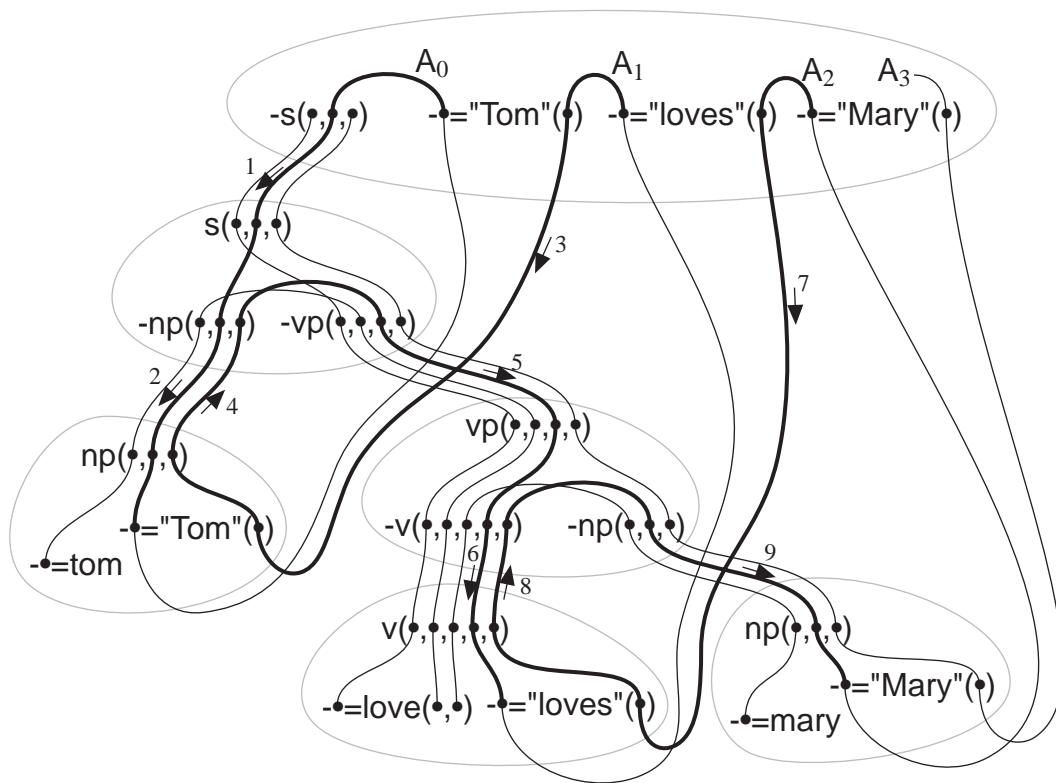 A0 A1 A2 A3
-s(•,•,•) -•="Tom"(•) -•="loves"(•) -•="Mary"(•)
1
s(•,•,•)
3
7
-np(•,•,•) -vp(•,•,•,•)
2 5
4
np(•,•,•) vp(•,•,•,•)
-•="Tom"(•) -v(•,•,•,•,•) -np(•,•,•)
-•=tom 6 8 9
v(•,•,•,•,•) np(•,•,•)
-•="Mary"(•)
-•=love(•,•) -•="loves"(•) -•=mary